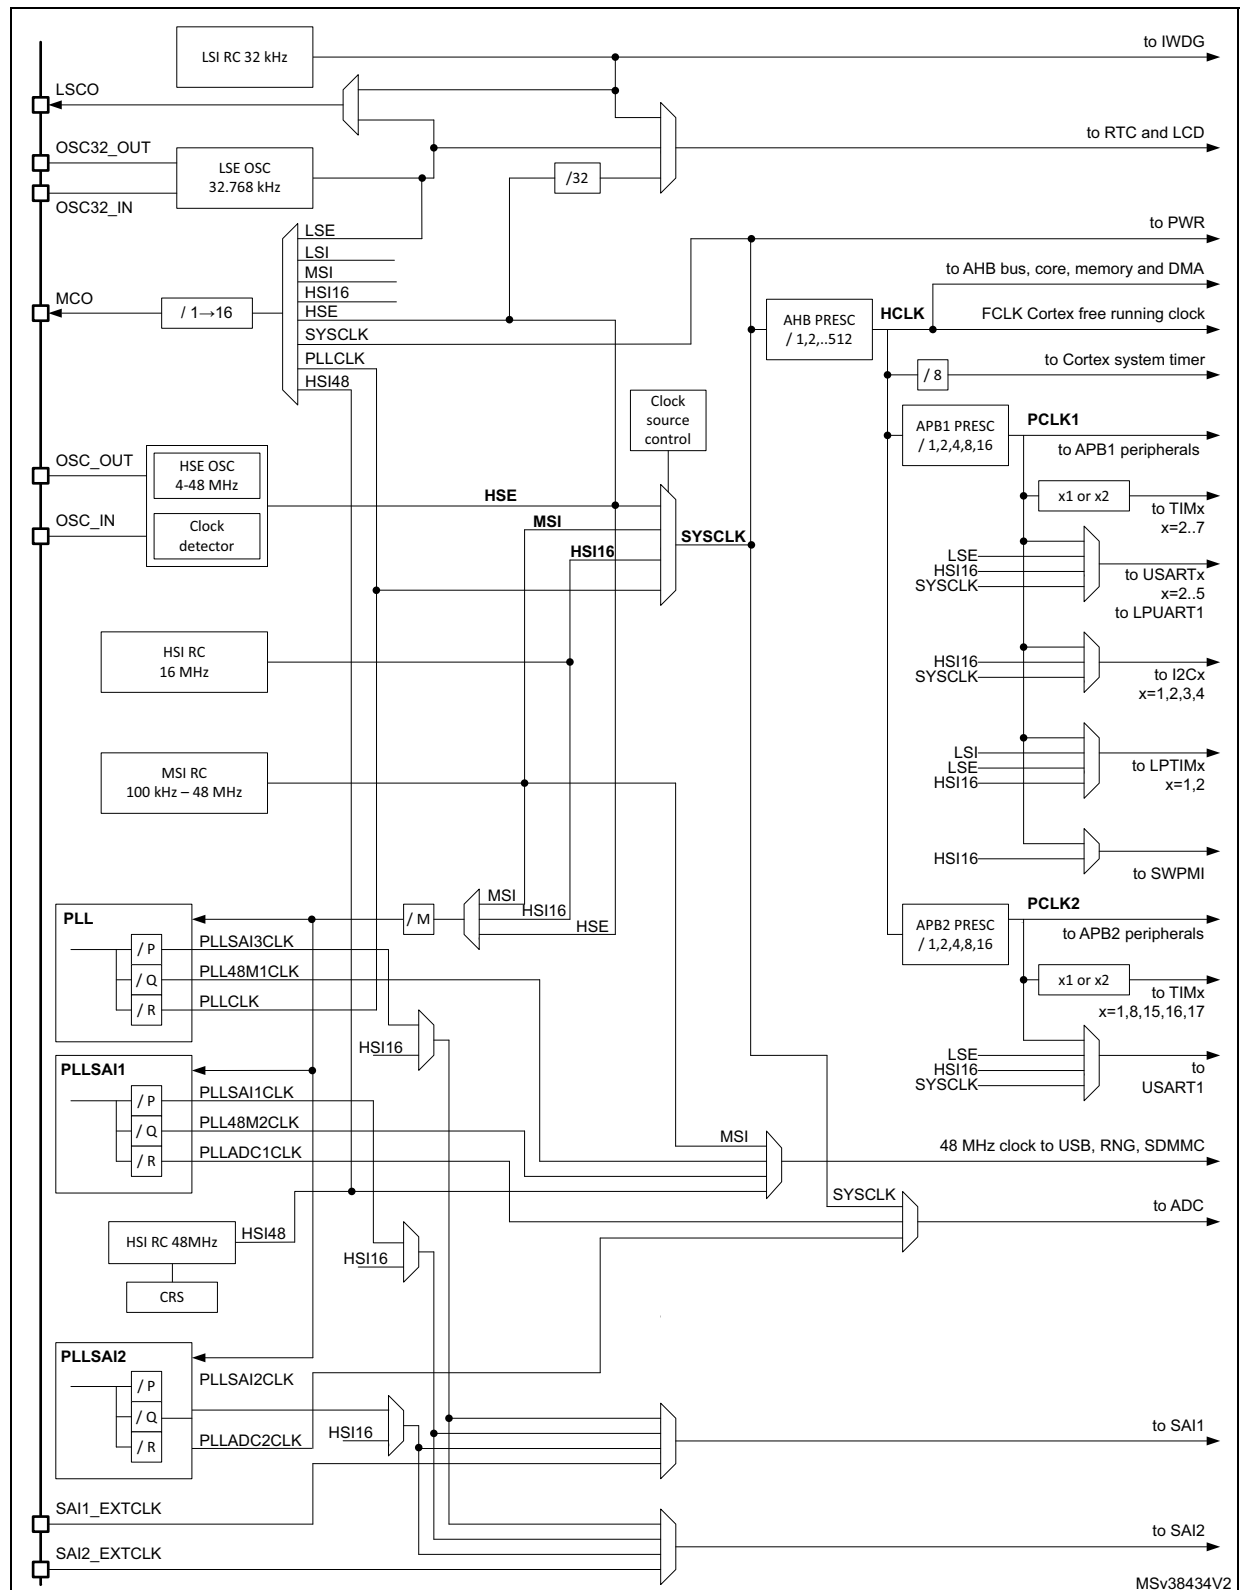 LSI RC 32 kHz
to IWDG
LSCO
to RTC and LCD
OSC32_OUT
LSE OSC
32.768 kHz
/32
OSC32_IN
to PWR
LSE
LSI
MSI
HSI16
HSE
SYSCLK
PLLCLK
HSI48
MCO
/ 1→16
to AHB bus, core, memory and DMA
AHB PRESC
/ 1,2,..512
HCLK
FCLK Cortex free running clock
to Cortex system timer
/ 8
Clock
source
control
APB1 PRESC
/ 1,2,4,8,16
PCLK1
to APB1 peripherals
OSC_OUT
HSE OSC
4-48 MHz
OSC_IN
Clock
detector
HSE
MSI
HSI16
SYSCLK
x1 or x2
to TIMx
x=2..7
LSE
HSI16
SYSCLK
to USARTx
x=2..5
to LPUART1
HSI RC
16 MHz
HSI16
SYSCLK
to I2Cx
x=1,2,3,4
MSI RC
100 kHz – 48 MHz
LSI
LSE
HSI16
to LPTIMx
x=1,2
HSI16
to SWPMI
PLL
/ M
MSI
HSI16
HSE
/ P
PLLSAI3CLK
/ Q
PLL48M1CLK
/ R
PLLCLK
HSI16
APB2 PRESC
/ 1,2,4,8,16
PCLK2
to APB2 peripherals
x1 or x2
to TIMx
x=1,8,15,16,17
LSE
HSI16
SYSCLK
to
USART1
PLLSAI1
/ P
PLLSAI1CLK
/ Q
PLL48M2CLK
/ R
PLLADC1CLK
MSI
48 MHz clock to USB, RNG, SDMMC
SYSCLK
to ADC
HSI RC 48MHz
HSI48
HSI16
CRS
PLLSAI2
/ P
PLLSAI2CLK
/ Q
HSI16
/ R
PLLADC2CLK
to SAI1
SAI1_EXTCLK
to SAI2
SAI2_EXTCLK
MSv38434V2